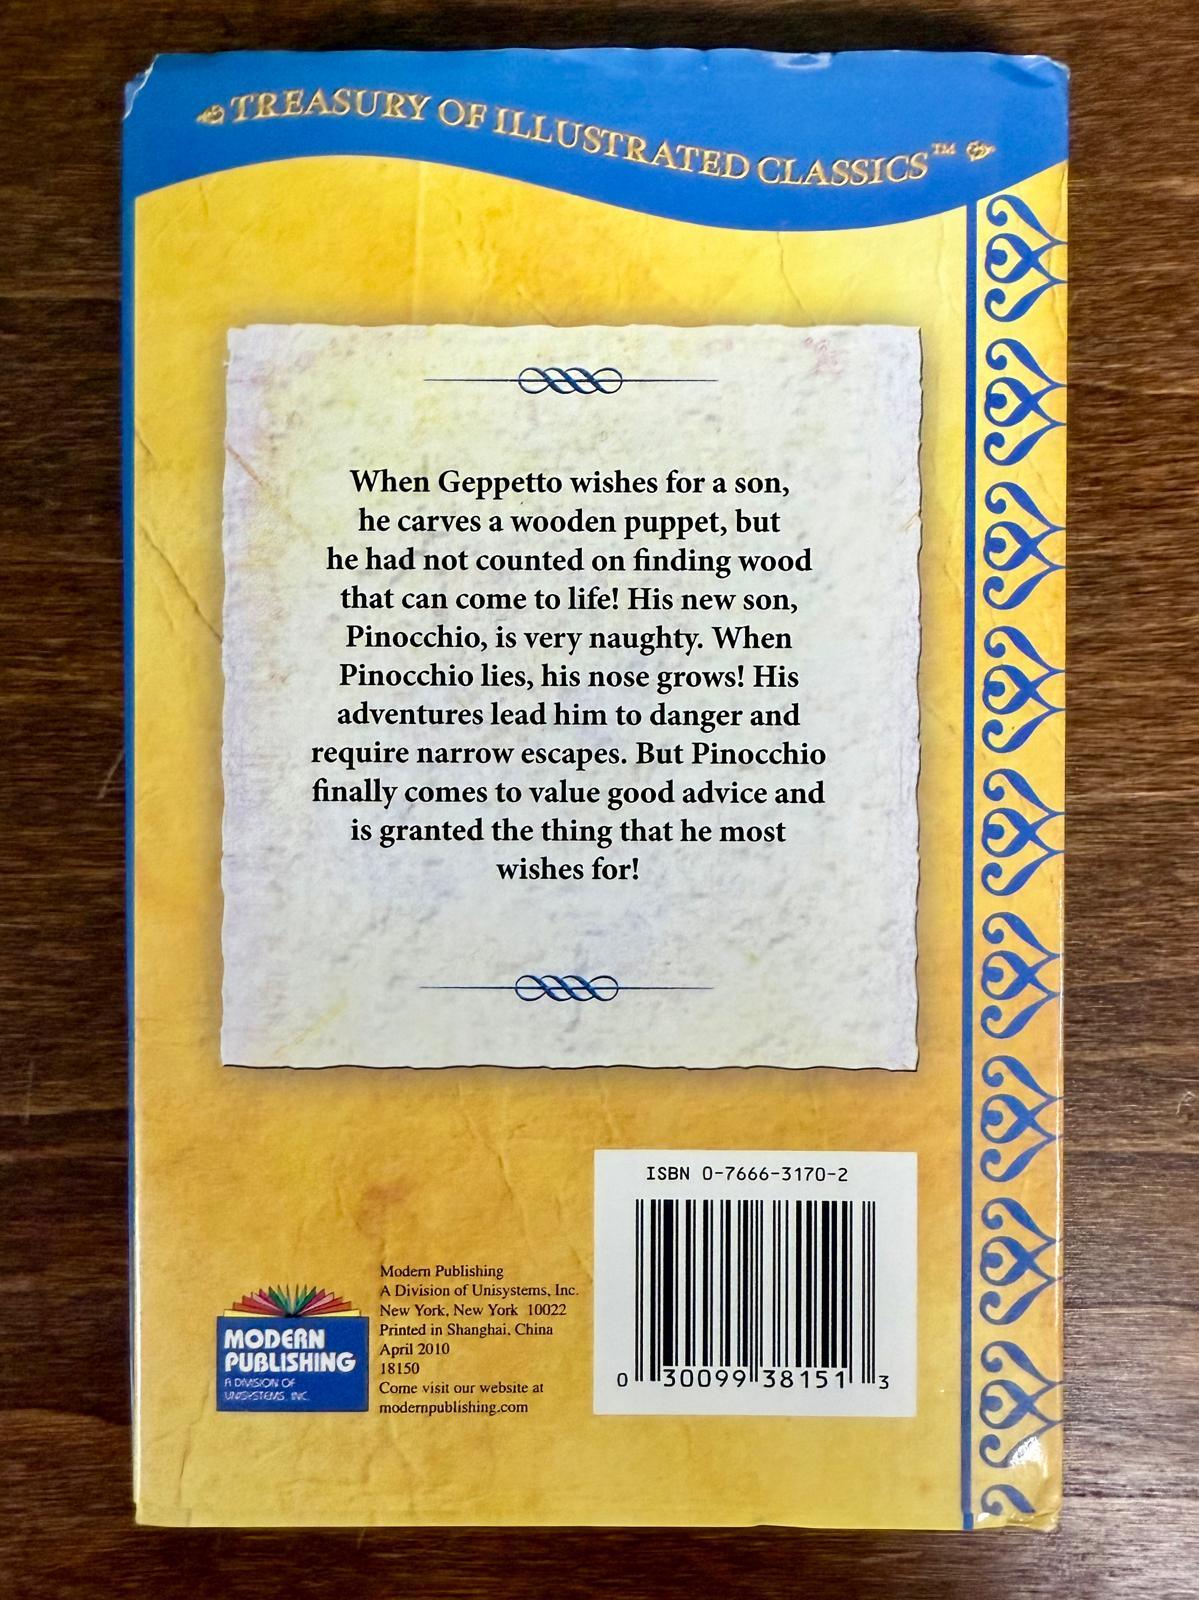 TREASURY OF ILLUSTRATED CLASSICS™
When Geppetto wishes for a son,
he carves a wooden puppet, but
he had not counted on finding wood
that can come to life! His new son,
Pinocchio, is very naughty. When
Pinocchio lies, his nose grows! His
adventures lead him to danger and
require narrow escapes. But Pinocchio
finally comes to value good advice and
is granted the thing that he most
wishes for!
MODERN
PUBLISHING
A DIVISION OF
UNISYSTEMS, INC.
Modern Publishing
A Division of Unisystems, Inc.
New York, New York 10022
Printed in Shanghai, China
April 2010
18150
Come visit our website at
modernpublishing.com
ISBN 0-7666-3170-2
0 30099 38151 3